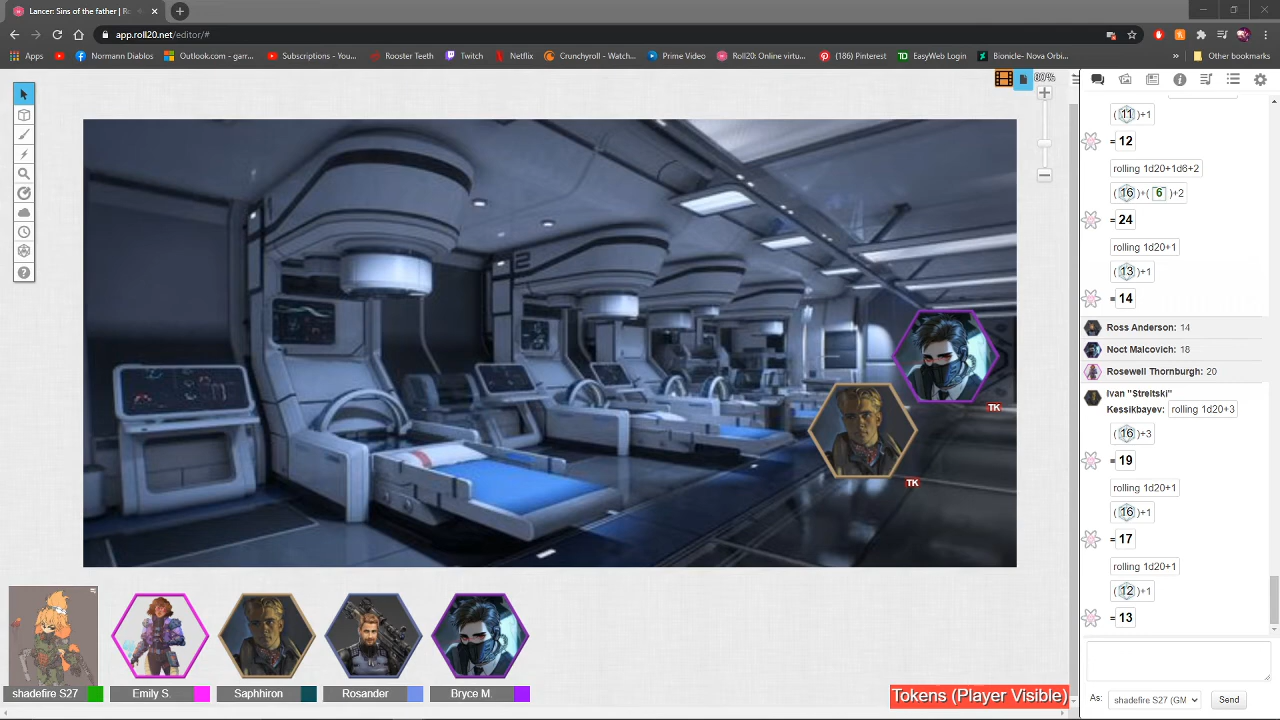 Lancer: Sins of the father | Ro
app.roll20.net/editor/#
Apps
Normann Diablos
Outlook.com - garr...
Subscriptions - You...
Rooster Teeth
Twitch
Netflix
Crunchyroll - Watch...
Prime Video
Roll20: Online virtu...
(186) Pinterest
TD EasyWeb Login
Bionicle- Nova Orbi...
»
Other bookmarks
80%
(11)+1
=12
rolling 1d20+1d6+2
(16)+(6)+2
=24
rolling 1d20+1
(13)+1
=14
Ross Anderson: 14
Noct Malcovich: 18
Rosewell Thornburgh: 20
Ivan "Streltski"
Kessikbayev: rolling 1d20+3
(16)+3
=19
rolling 1d20+1
(16)+1
=17
rolling 1d20+1
(12)+1
=13
TK
TK
shadefire S27
Emily S.
Saphhiron
Rosander
Bryce M.
Tokens (Player Visible)
As: shadefire S27 (GM
Send